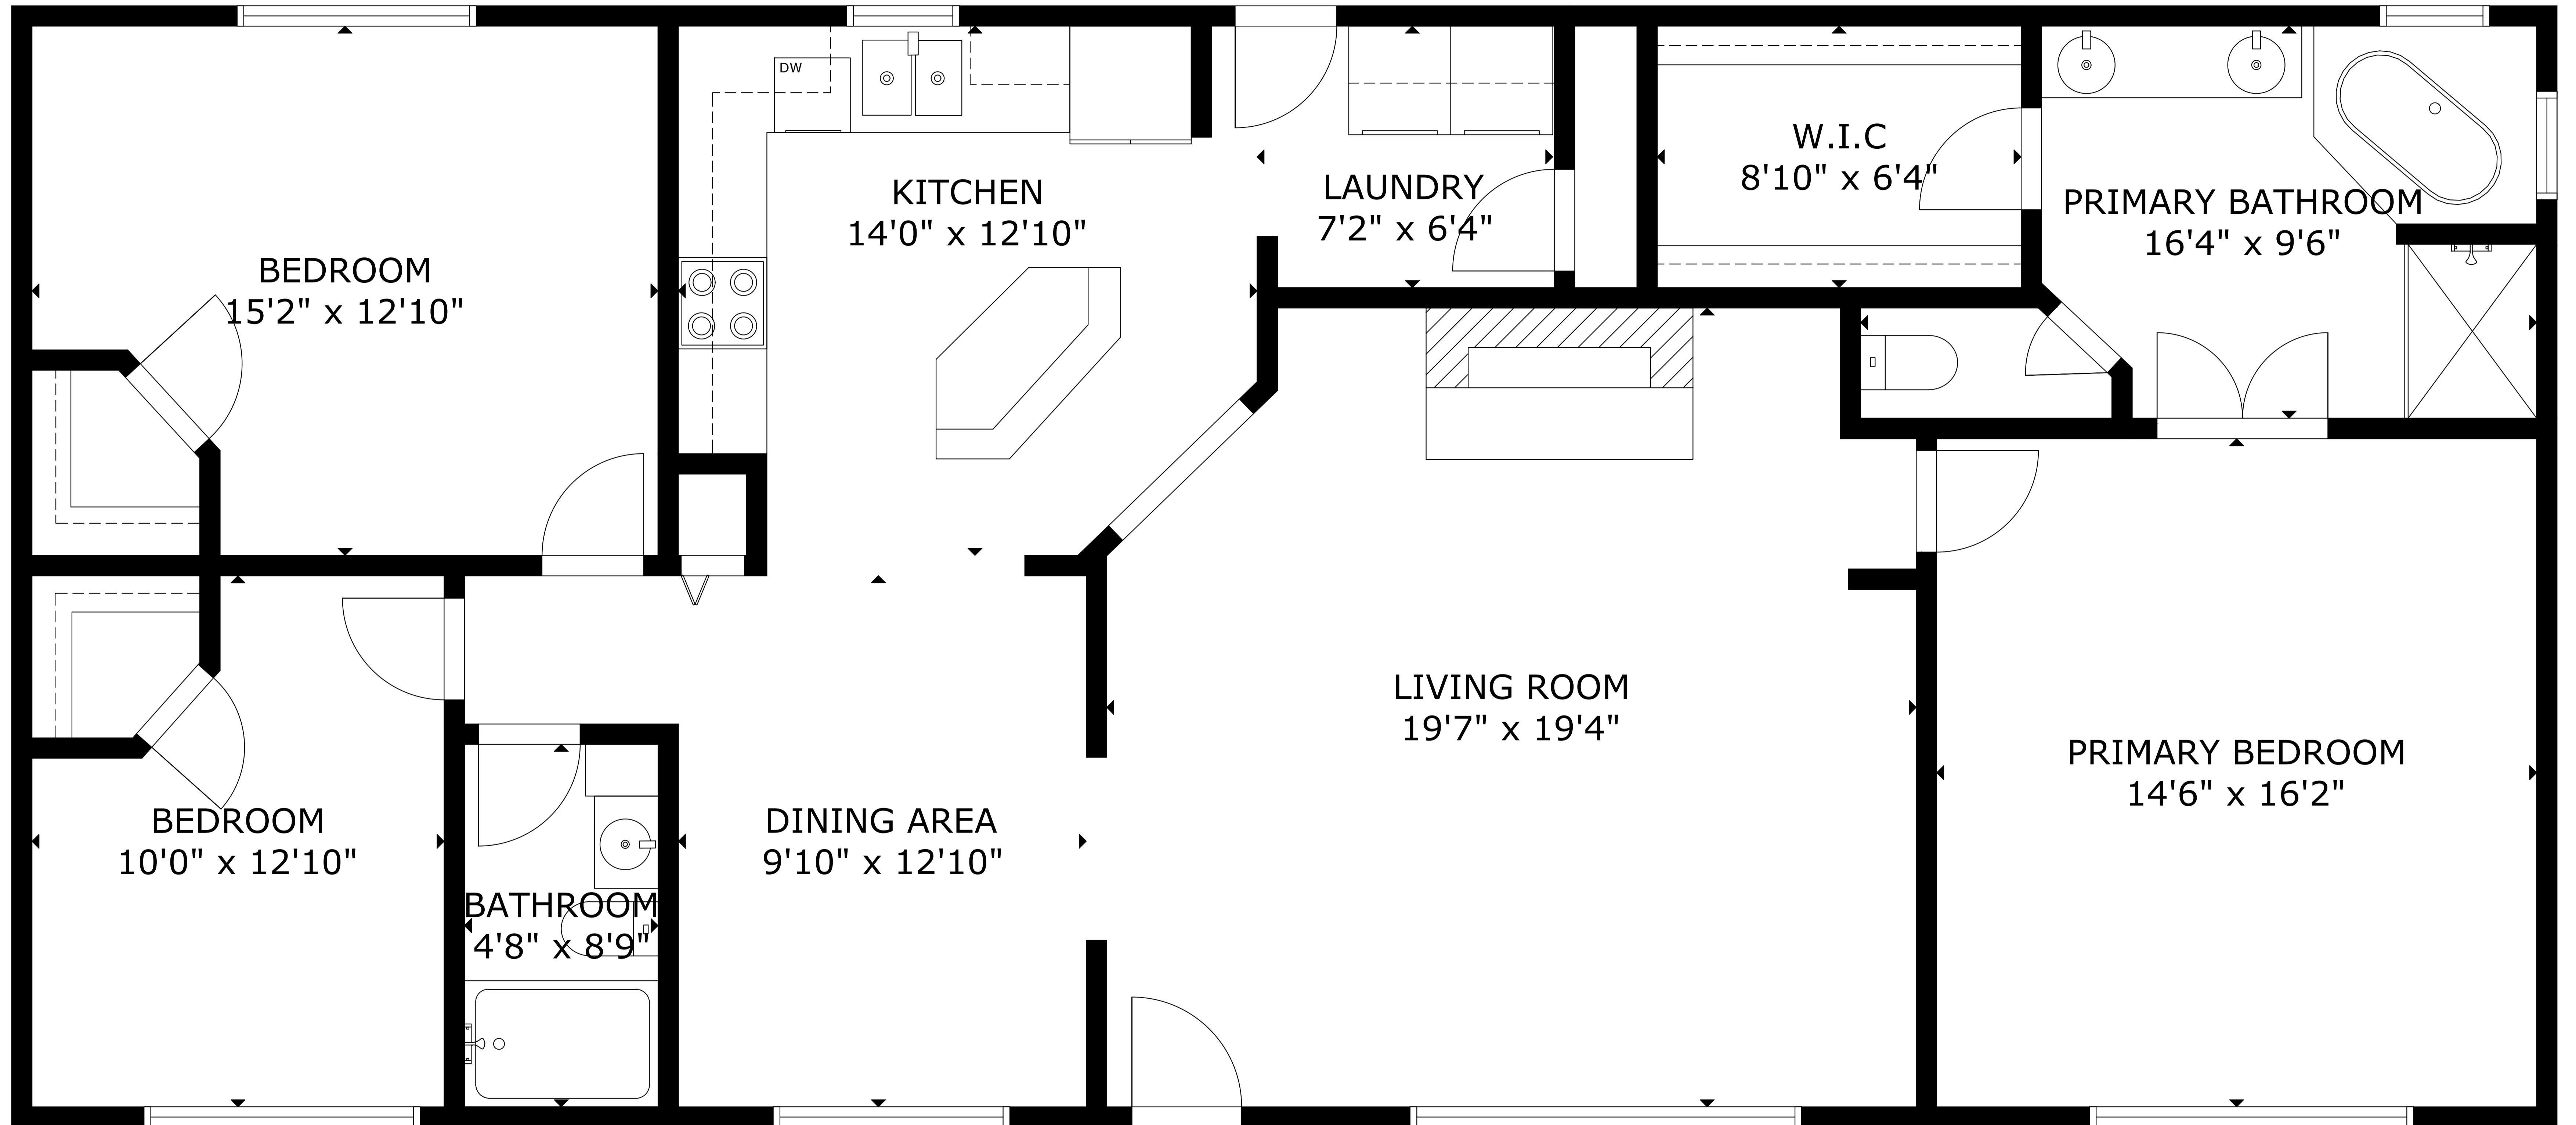 DW
W.I.C
8'10" x 6'4"
KITCHEN
14'0" x 12'10"
LAUNDRY
7'2" x 6'4"
PRIMARY BATHROOM
16'4" x 9'6"
BEDROOM
15'2" x 12'10"
LIVING ROOM
19'7" x 19'4"
PRIMARY BEDROOM
14'6" x 16'2"
BEDROOM
10'0" x 12'10"
DINING AREA
9'10" x 12'10"
BATHROOM
4'8" x 8'9"